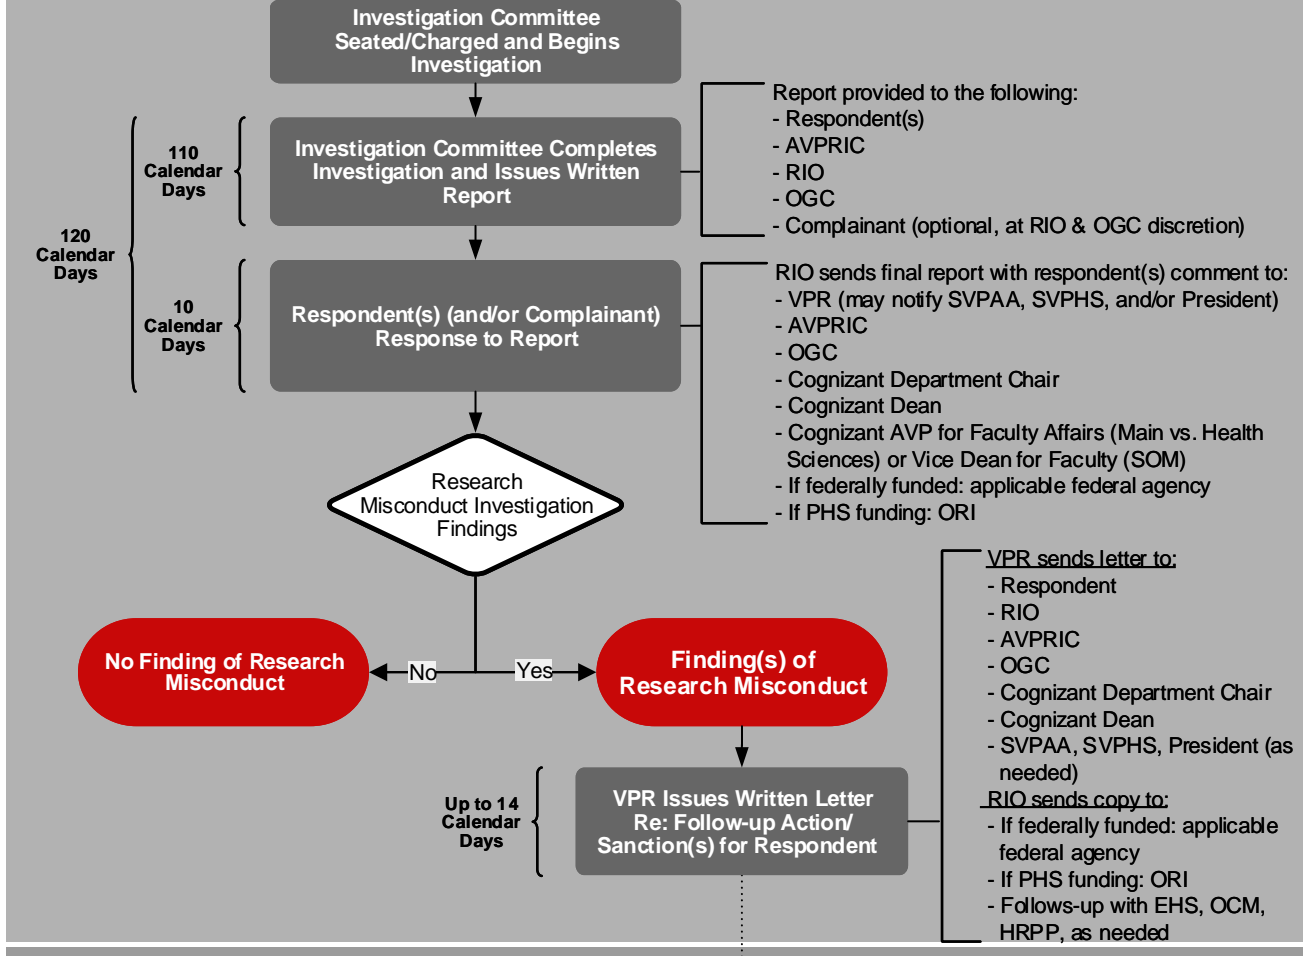 Investigation Committee
Seated/Charged and Begins
Investigation
110
Calendar
Days
120
Calendar
Days
Investigation Committee Completes
Investigation and Issues Written
Report
Report provided to the following:
- Respondent(s)
- AVPRIC
- RIO
- OGC
- Complainant (optional, at RIO & OGC discretion)
10
Calendar
Days
Respondent(s) (and/or Complainant)
Response to Report
RIO sends final report with respondent(s) comment to:
- VPR (may notify SVPAA, SVPHS, and/or President)
- AVPRIC
- OGC
- Cognizant Department Chair
- Cognizant Dean
- Cognizant AVP for Faculty Affairs (Main vs. Health
Sciences) or Vice Dean for Faculty (SOM)
- If federally funded: applicable federal agency
- If PHS funding: ORI
Research
Misconduct Investigation
Findings
No
Yes
No Finding of Research
Misconduct
Finding(s) of
Research Misconduct
Up to 14
Calendar
Days
VPR Issues Written Letter
Re: Follow-up Action/
Sanction(s) for Respondent
VPR sends letter to:
- Respondent
- RIO
- AVPRIC
- OGC
- Cognizant Department Chair
- Cognizant Dean
- SVPAA, SVPHS, President (as
needed)
RIO sends copy to:
- If federally funded: applicable
federal agency
- If PHS funding: ORI
- Follows-up with EHS, OCM,
HRPP, as needed